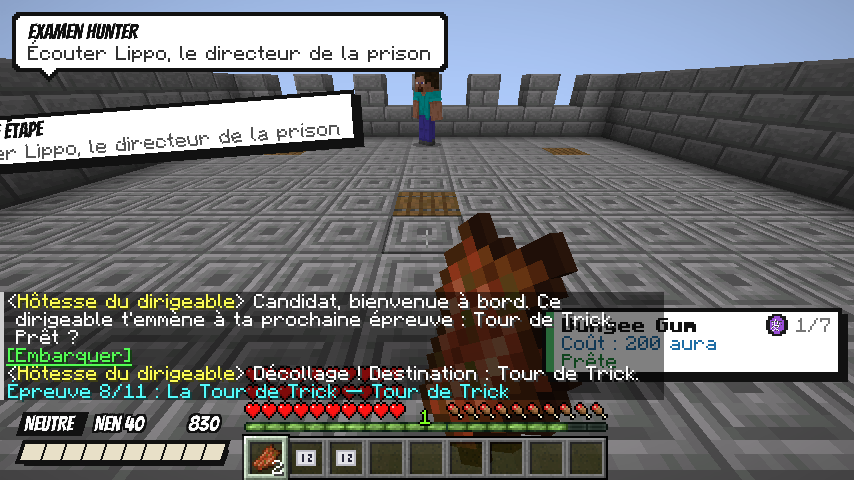 EXAMEN HUNTER
Écouter Lippo, le directeur de la prison
ÉTAPE
er Lippo, le directeur de la prison
<Hôtesse du dirigeable> Candidat, bienvenue à bord. Ce
dirigeable t'emmène à ta prochaine épreuve : Tour de Trick.
Prêt ?
[Embarquer]
<Hôtesse du dirigeable> Décollage ! Destination : Tour de Trick.
Épreuve 8/11 : La Tour de Trick — Tour de Trick
Bungee Gum
1/7
Coût : 200 aura
Prête
NEUTRE NEN 40 830
1
2
12
12